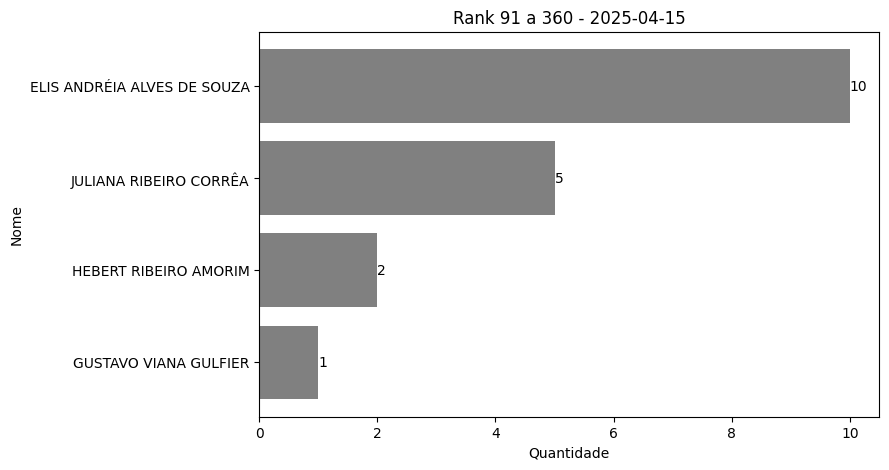 Rank 91 a 360 - 2025-04-15
ELIS ANDRÉIA ALVES DE SOUZA
10
JULIANA RIBEIRO CORRÊA
5
HEBERT RIBEIRO AMORIM
2
GUSTAVO VIANA GULFIER
1
Nome
0 2 4 6 8 10
Quantidade